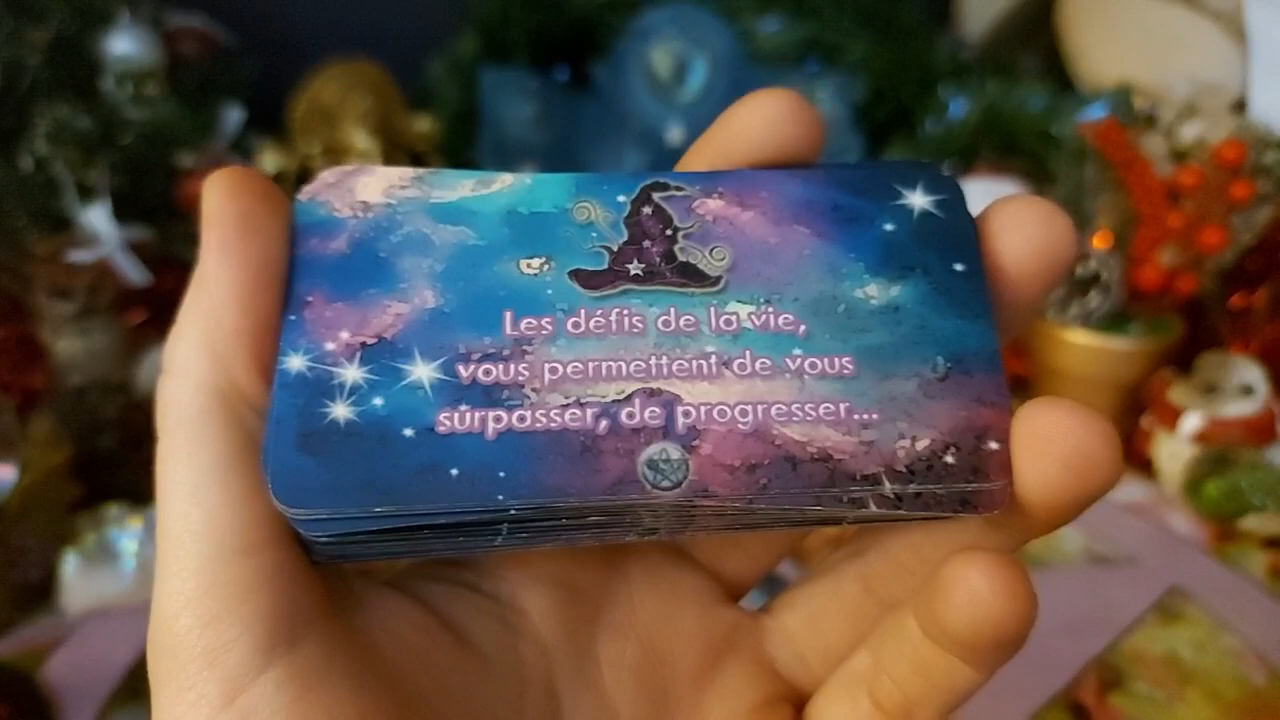 Les défis de la vie,
vous permettent de vous
surpasser, de progresser...